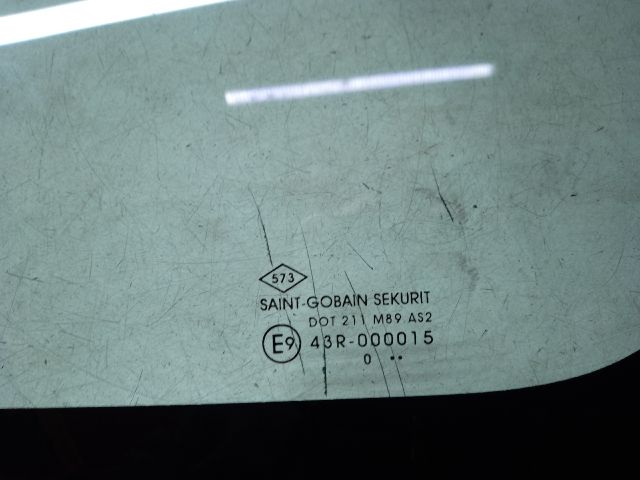 573
SAINT-GOBAIN SEKURIT
DOT 211 M89 AS2
E9 43R-000015
0 ••